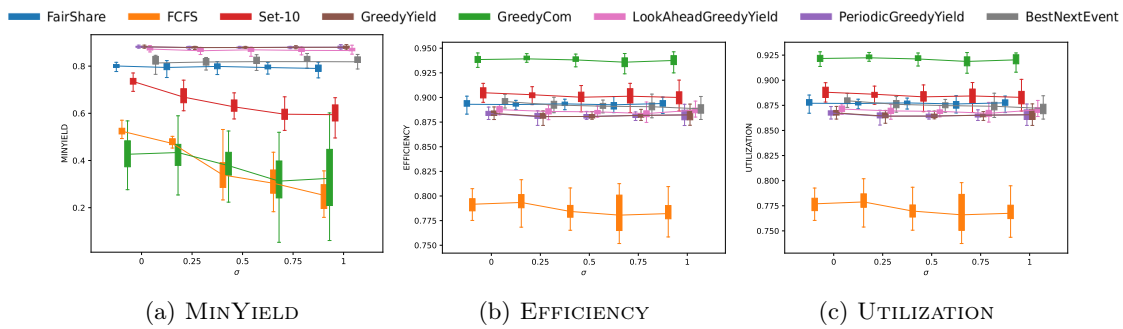 FairShare FCFS Set-10 GreedyYield GreedyCom LookAheadGreedyYield PeriodicGreedyYield BestNextEvent
MINYIELD
0.8
0.6
0.4
0.2
0 0.25 0.5 0.75 1
σ
(a) MINYIELD
EFFICIENCY
0.950
0.925
0.900
0.875
0.850
0.825
0.800
0.775
0.750
0 0.25 0.5 0.75 1
σ
(b) EFFICIENCY
UTILIZATION
0.925
0.900
0.875
0.850
0.825
0.800
0.775
0.750
0 0.25 0.5 0.75 1
σ
(c) UTILIZATION